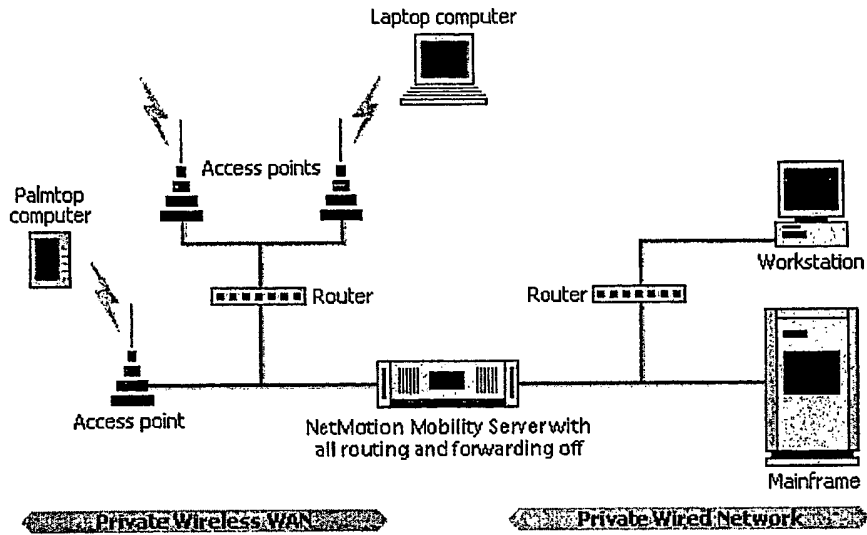 Laptop computer
Access points
Palmtop
computer
Router
Router
Workstation
Access point
NetMotion Mobility Server with
all routing and forwarding off
Mainframe
Private Wireless WAN
Private Wired Network